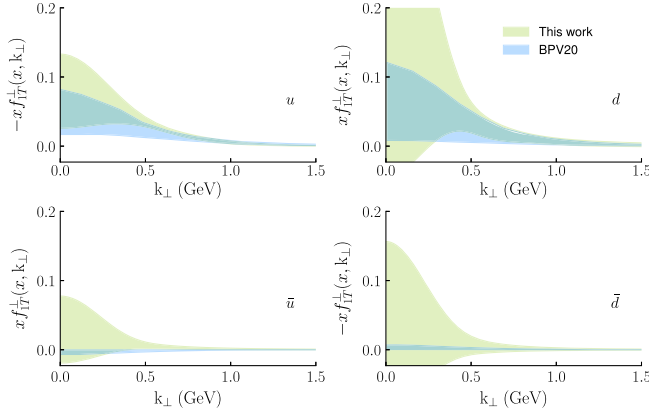 0.2
0.1
0.0
−xf⊥1T(x, k⊥)
u
0.0 0.5 1.0 1.5
k⊥ (GeV)
0.2
0.1
0.0
xf⊥1T(x, k⊥)
This work
BPV20
d
0.0 0.5 1.0 1.5
k⊥ (GeV)
0.2
0.1
0.0
xf⊥1T(x, k⊥)
ū
0.0 0.5 1.0 1.5
k⊥ (GeV)
0.2
0.1
0.0
−xf⊥1T(x, k⊥)
d̄
0.0 0.5 1.0 1.5
k⊥ (GeV)